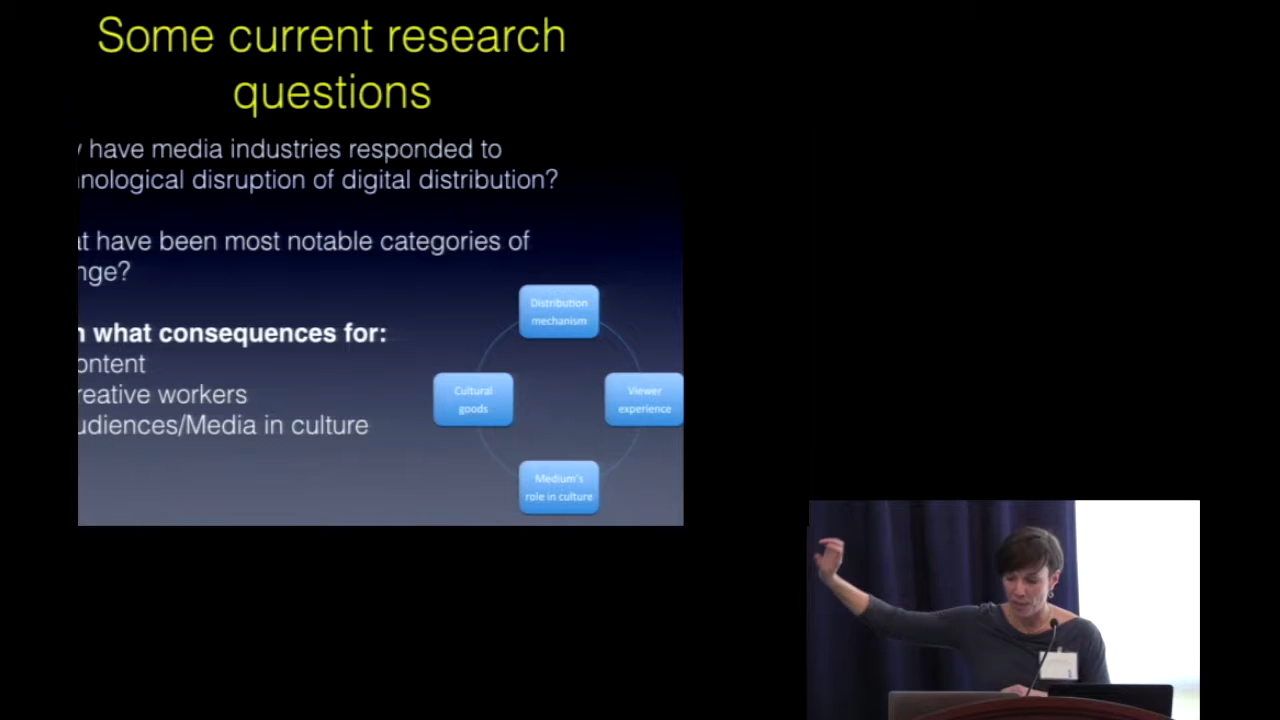 Some current research
questions
have media industries responded to
nological disruption of digital distribution?
at have been most notable categories of
nge?
what consequences for:
ontent
reative workers
udiences/Media in culture
Distribution
mechanism
Cultural
goods
Viewer
experience
Medium's
role in culture